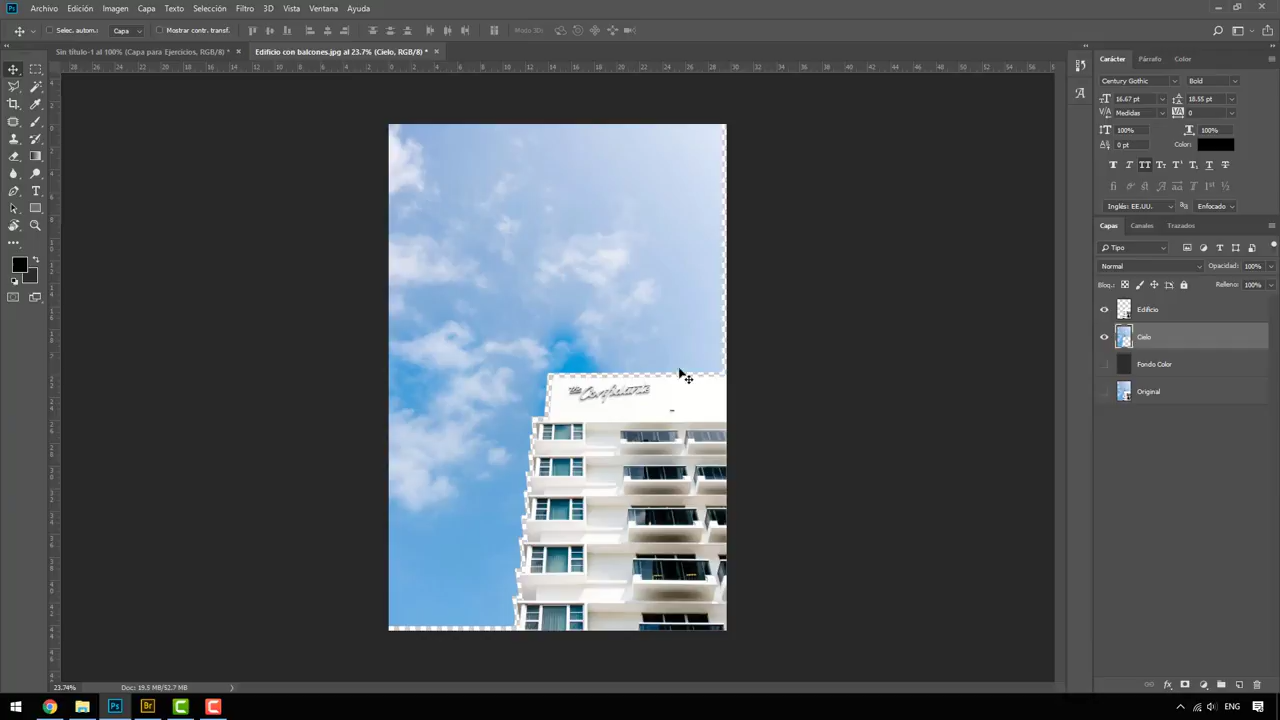 Archivo Edición Imagen Capa Texto Selección Filtro 3D Vista Ventana Ayuda
Selec. autom.: Capa Mostrar contr. transf. Modo 3D:
Sin título-1 al 100% (Capa para Ejercicios, RGB/8) * Edificio con balcones.jpg al 23.7% (Cielo, RGB/8) *
Carácter Párrafo Color
Century Gothic Bold
16.67 pt 18.55 pt
Medidas 0
100% 100%
0 pt Color:
Inglés: EE.UU. Enfocado
Capas Canales Trazados
Tipo
Normal Opacidad: 100%
Bloq.: Relleno: 100%
Edificio
Cielo
Fondo Color
Original
the Confidante
23.74% Doc: 19.5 MB/52.7 MB
ENG